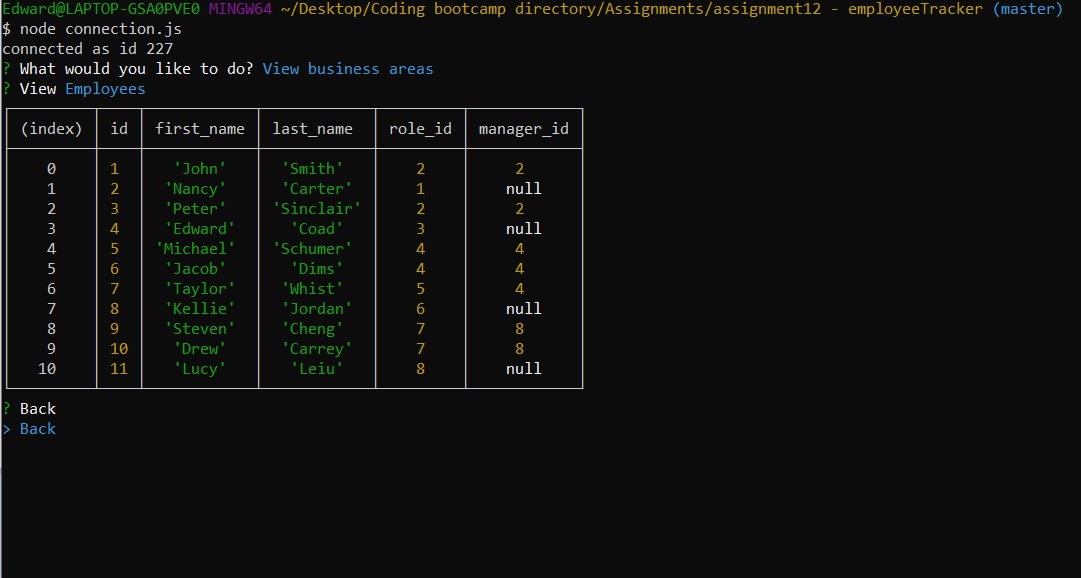 Edward@LAPTOP-GSA0PVE0 MINGW64 ~/Desktop/Coding bootcamp directory/Assignments/assignment12 - employeeTracker (master)
$ node connection.js
connected as id 227
? What would you like to do? View business areas
? View Employees
(index) id first_name last_name role_id manager_id
0 1 'John' 'Smith' 2 2
1 2 'Nancy' 'Carter' 1 null
2 3 'Peter' 'Sinclair' 2 2
3 4 'Edward' 'Coad' 3 null
4 5 'Michael' 'Schumer' 4 4
5 6 'Jacob' 'Dims' 4 4
6 7 'Taylor' 'Whist' 5 4
7 8 'Kellie' 'Jordan' 6 null
8 9 'Steven' 'Cheng' 7 8
9 10 'Drew' 'Carrey' 7 8
10 11 'Lucy' 'Leiu' 8 null
? Back
> Back